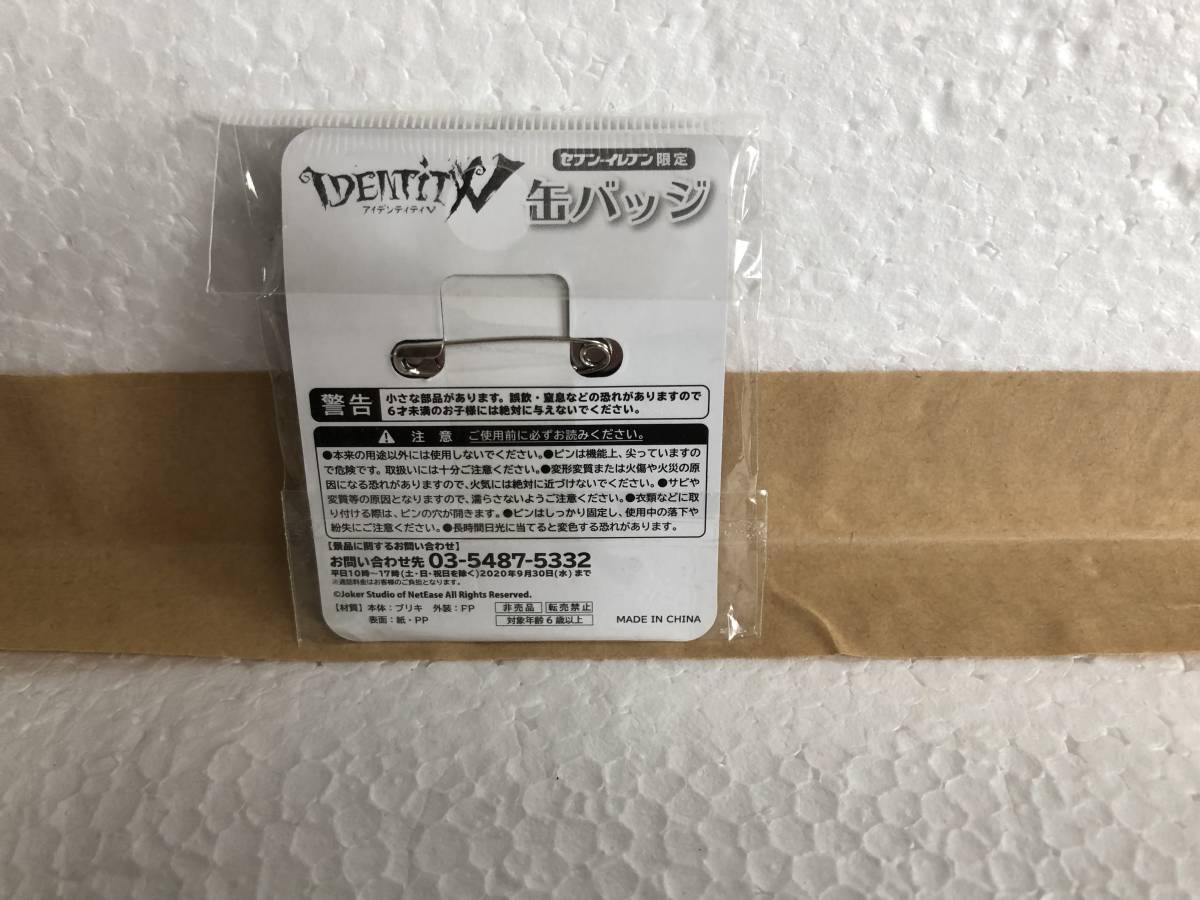 IDENTITY V
アイデンティティV
セブン-イレブン限定
缶バッジ
警告 小さな部品があります。誤飲・窒息などの恐れがありますので
6才未満のお子様には絶対に与えないでください。
注 意 ご使用前に必ずお読みください。
●本来の用途以外には使用しないでください。●ピンは機能上、尖っていますの
で危険です。取扱いには十分ご注意ください。●変形変質または火傷や火災の原
因になる恐れがありますので、火気には絶対に近づけないでください。●サビや
変質等の原因となりますので、濡らさないようご注意ください。●衣類などに取
り付ける際は、ピンの穴が開きます。●ピンはしっかり固定し、使用中の落下や
紛失にご注意ください。●長時間日光に当てると変色する恐れがあります。
【景品に関するお問い合わせ】
お問い合わせ先 03-5487-5332
平日10時~17時(土・日・祝日を除く)2020年9月30日(水)まで
※通話料金はお客様のご負担となります。
©Joker Studio of NetEase All Rights Reserved.
【材質】本体:ブリキ 外装:PP
表面:紙・PP
非売品 転売禁止
対象年齢6歳以上
MADE IN CHINA